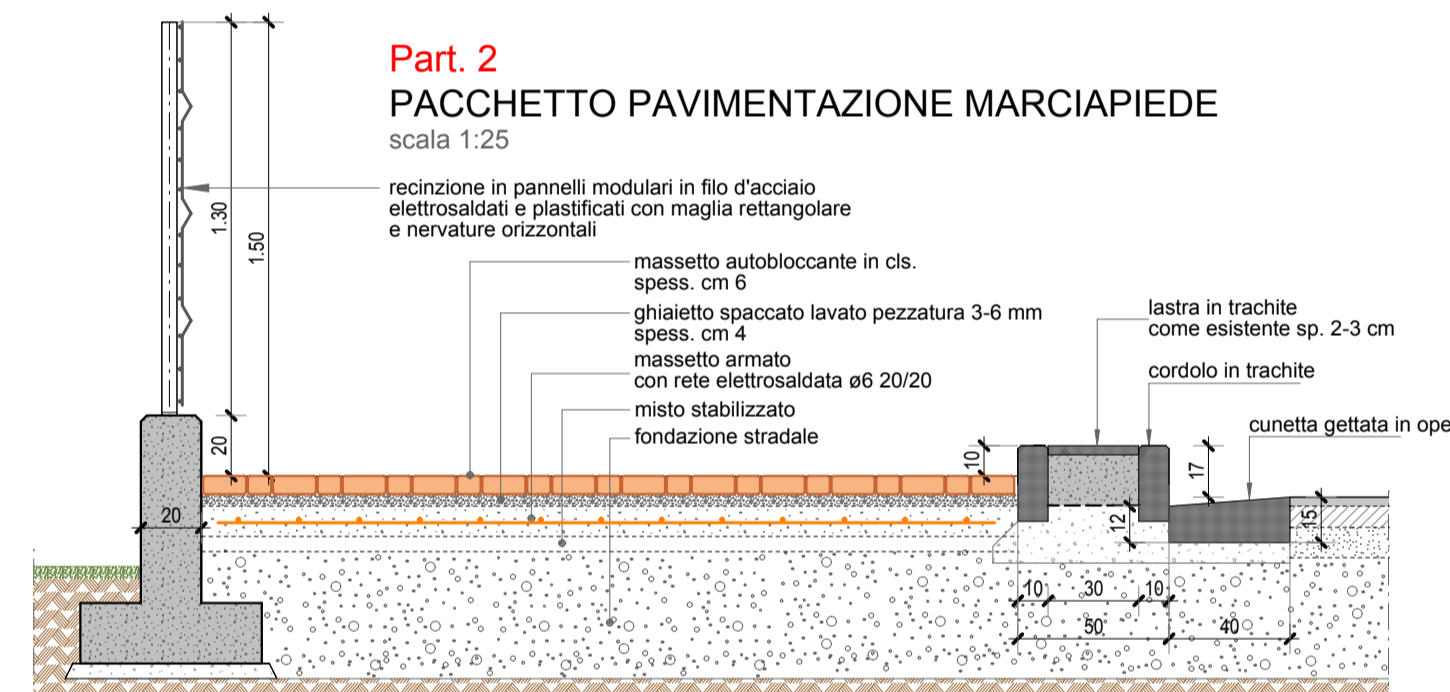 Part. 2
PACCHETTO PAVIMENTAZIONE MARCIAPIEDE
scala 1:25
recinzione in pannelli modulari in filo d'acciaio
elettrosaldati e plastificati con maglia rettangolare
e nervature orizzontali
massetto autobloccante in cls.
spess. cm 6
ghiaietto spaccato lavato pezzatura 3-6 mm
spess. cm 4
massetto armato
con rete elettrosaldata ø6 20/20
misto stabilizzato
fondazione stradale
lastra in trachite
come esistente sp. 2-3 cm
cordolo in trachite
cunetta gettata in ope
1.30
1.50
20
20
10
17
12
15
10 30 10
50
40